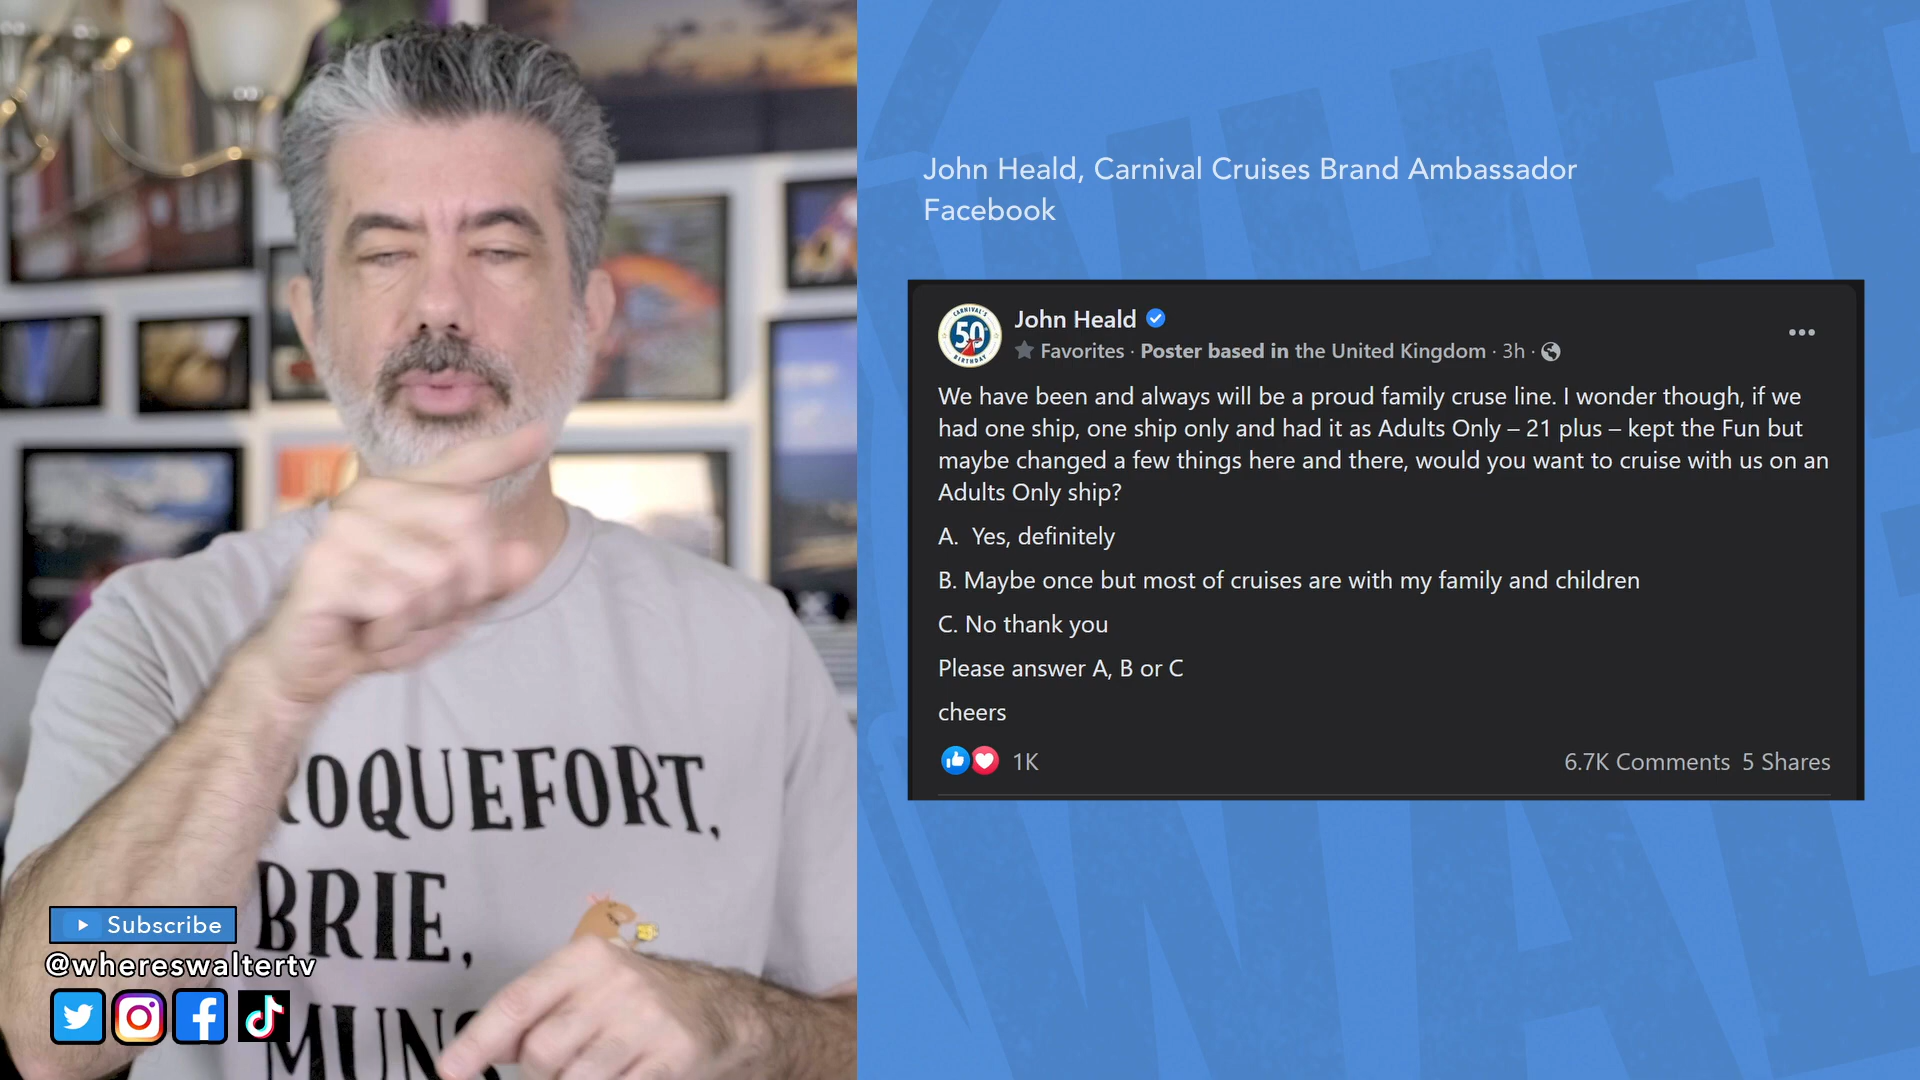 John Heald, Carnival Cruises Brand Ambassador
Facebook
CARNIVAL'S
50
BIRTHDAY
John Heald
Favorites · Poster based in the United Kingdom · 3h ·
We have been and always will be a proud family cruse line. I wonder though, if we
had one ship, one ship only and had it as Adults Only – 21 plus – kept the Fun but
maybe changed a few things here and there, would you want to cruise with us on an
Adults Only ship?
A. Yes, definitely
B. Maybe once but most of cruises are with my family and children
C. No thank you
Please answer A, B or C
cheers
1K
6.7K Comments 5 Shares
OQUEFORT,
BRIE,
MUNS
Subscribe
@whereswaltertv